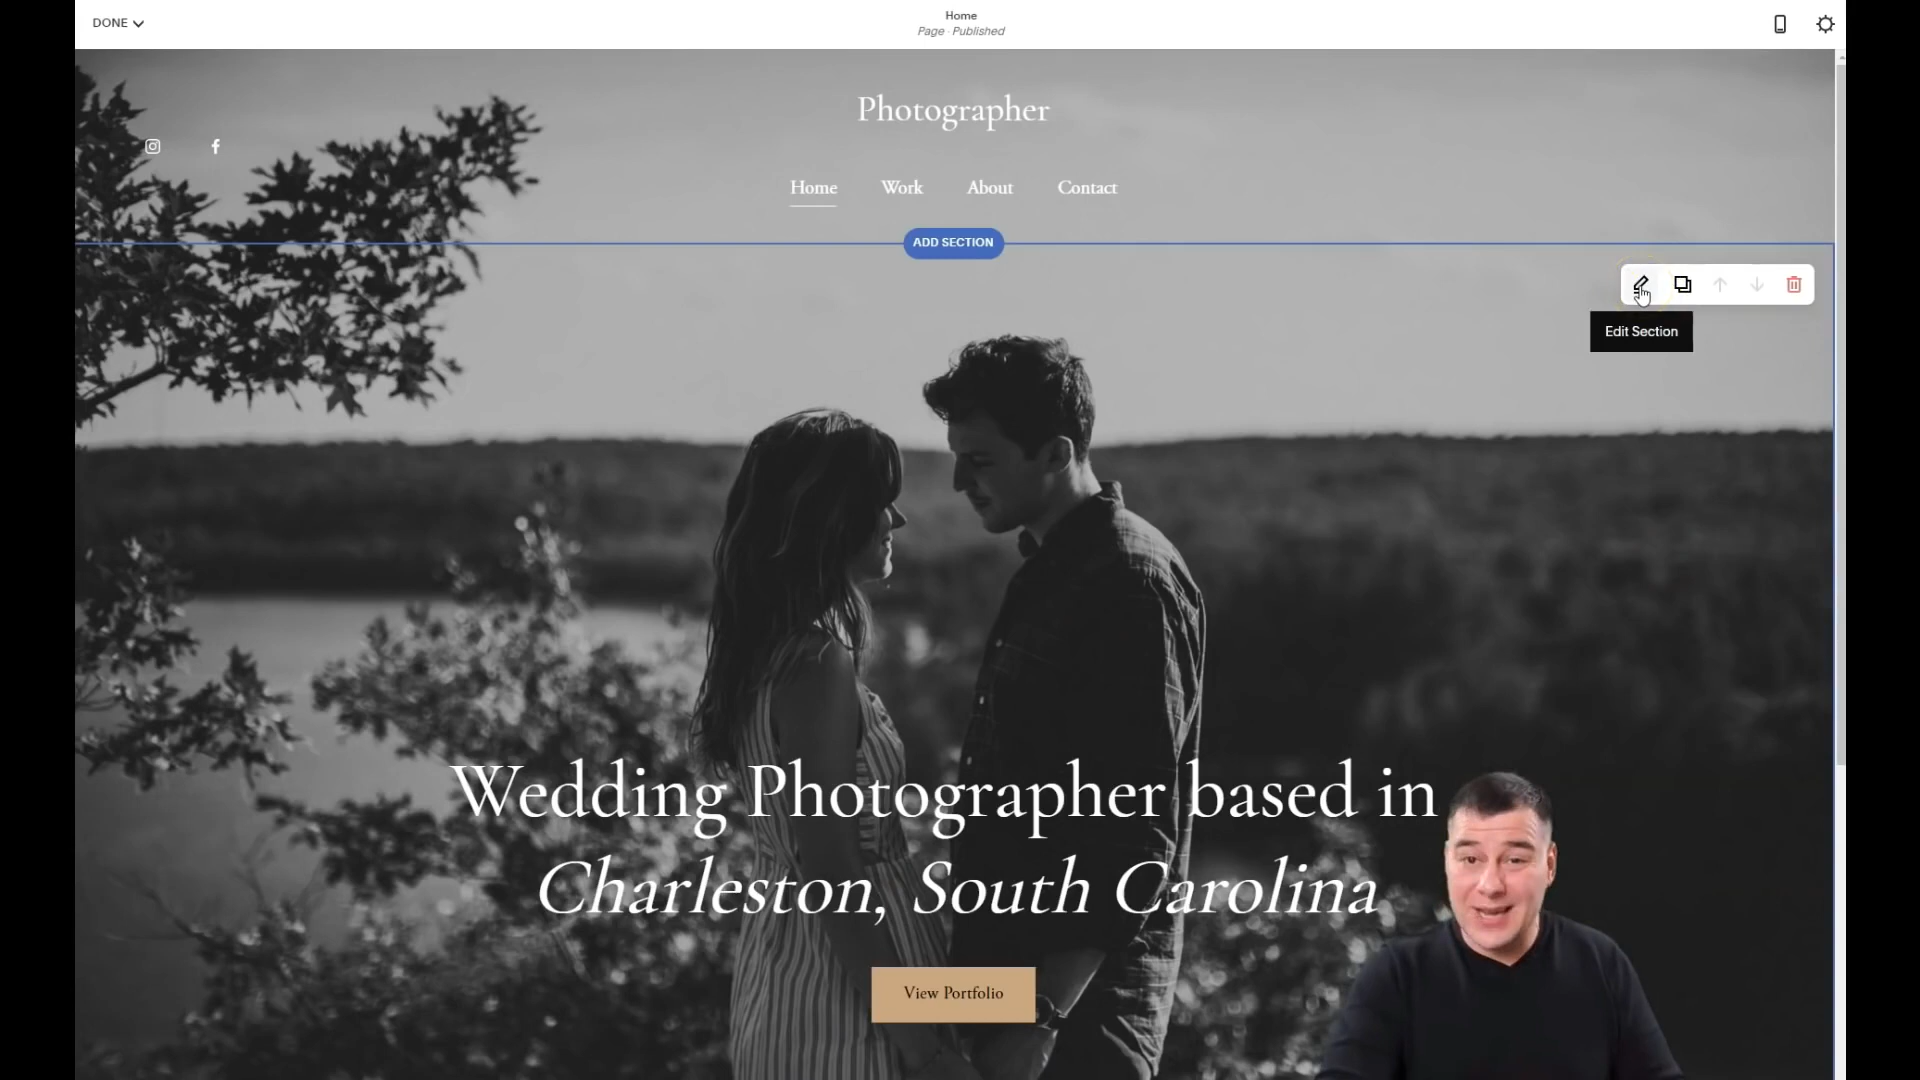 DONE
Home
Page · Published
Photographer
Home Work About Contact
ADD SECTION
Edit Section
Wedding Photographer based in
Charleston, South Carolina
View Portfolio